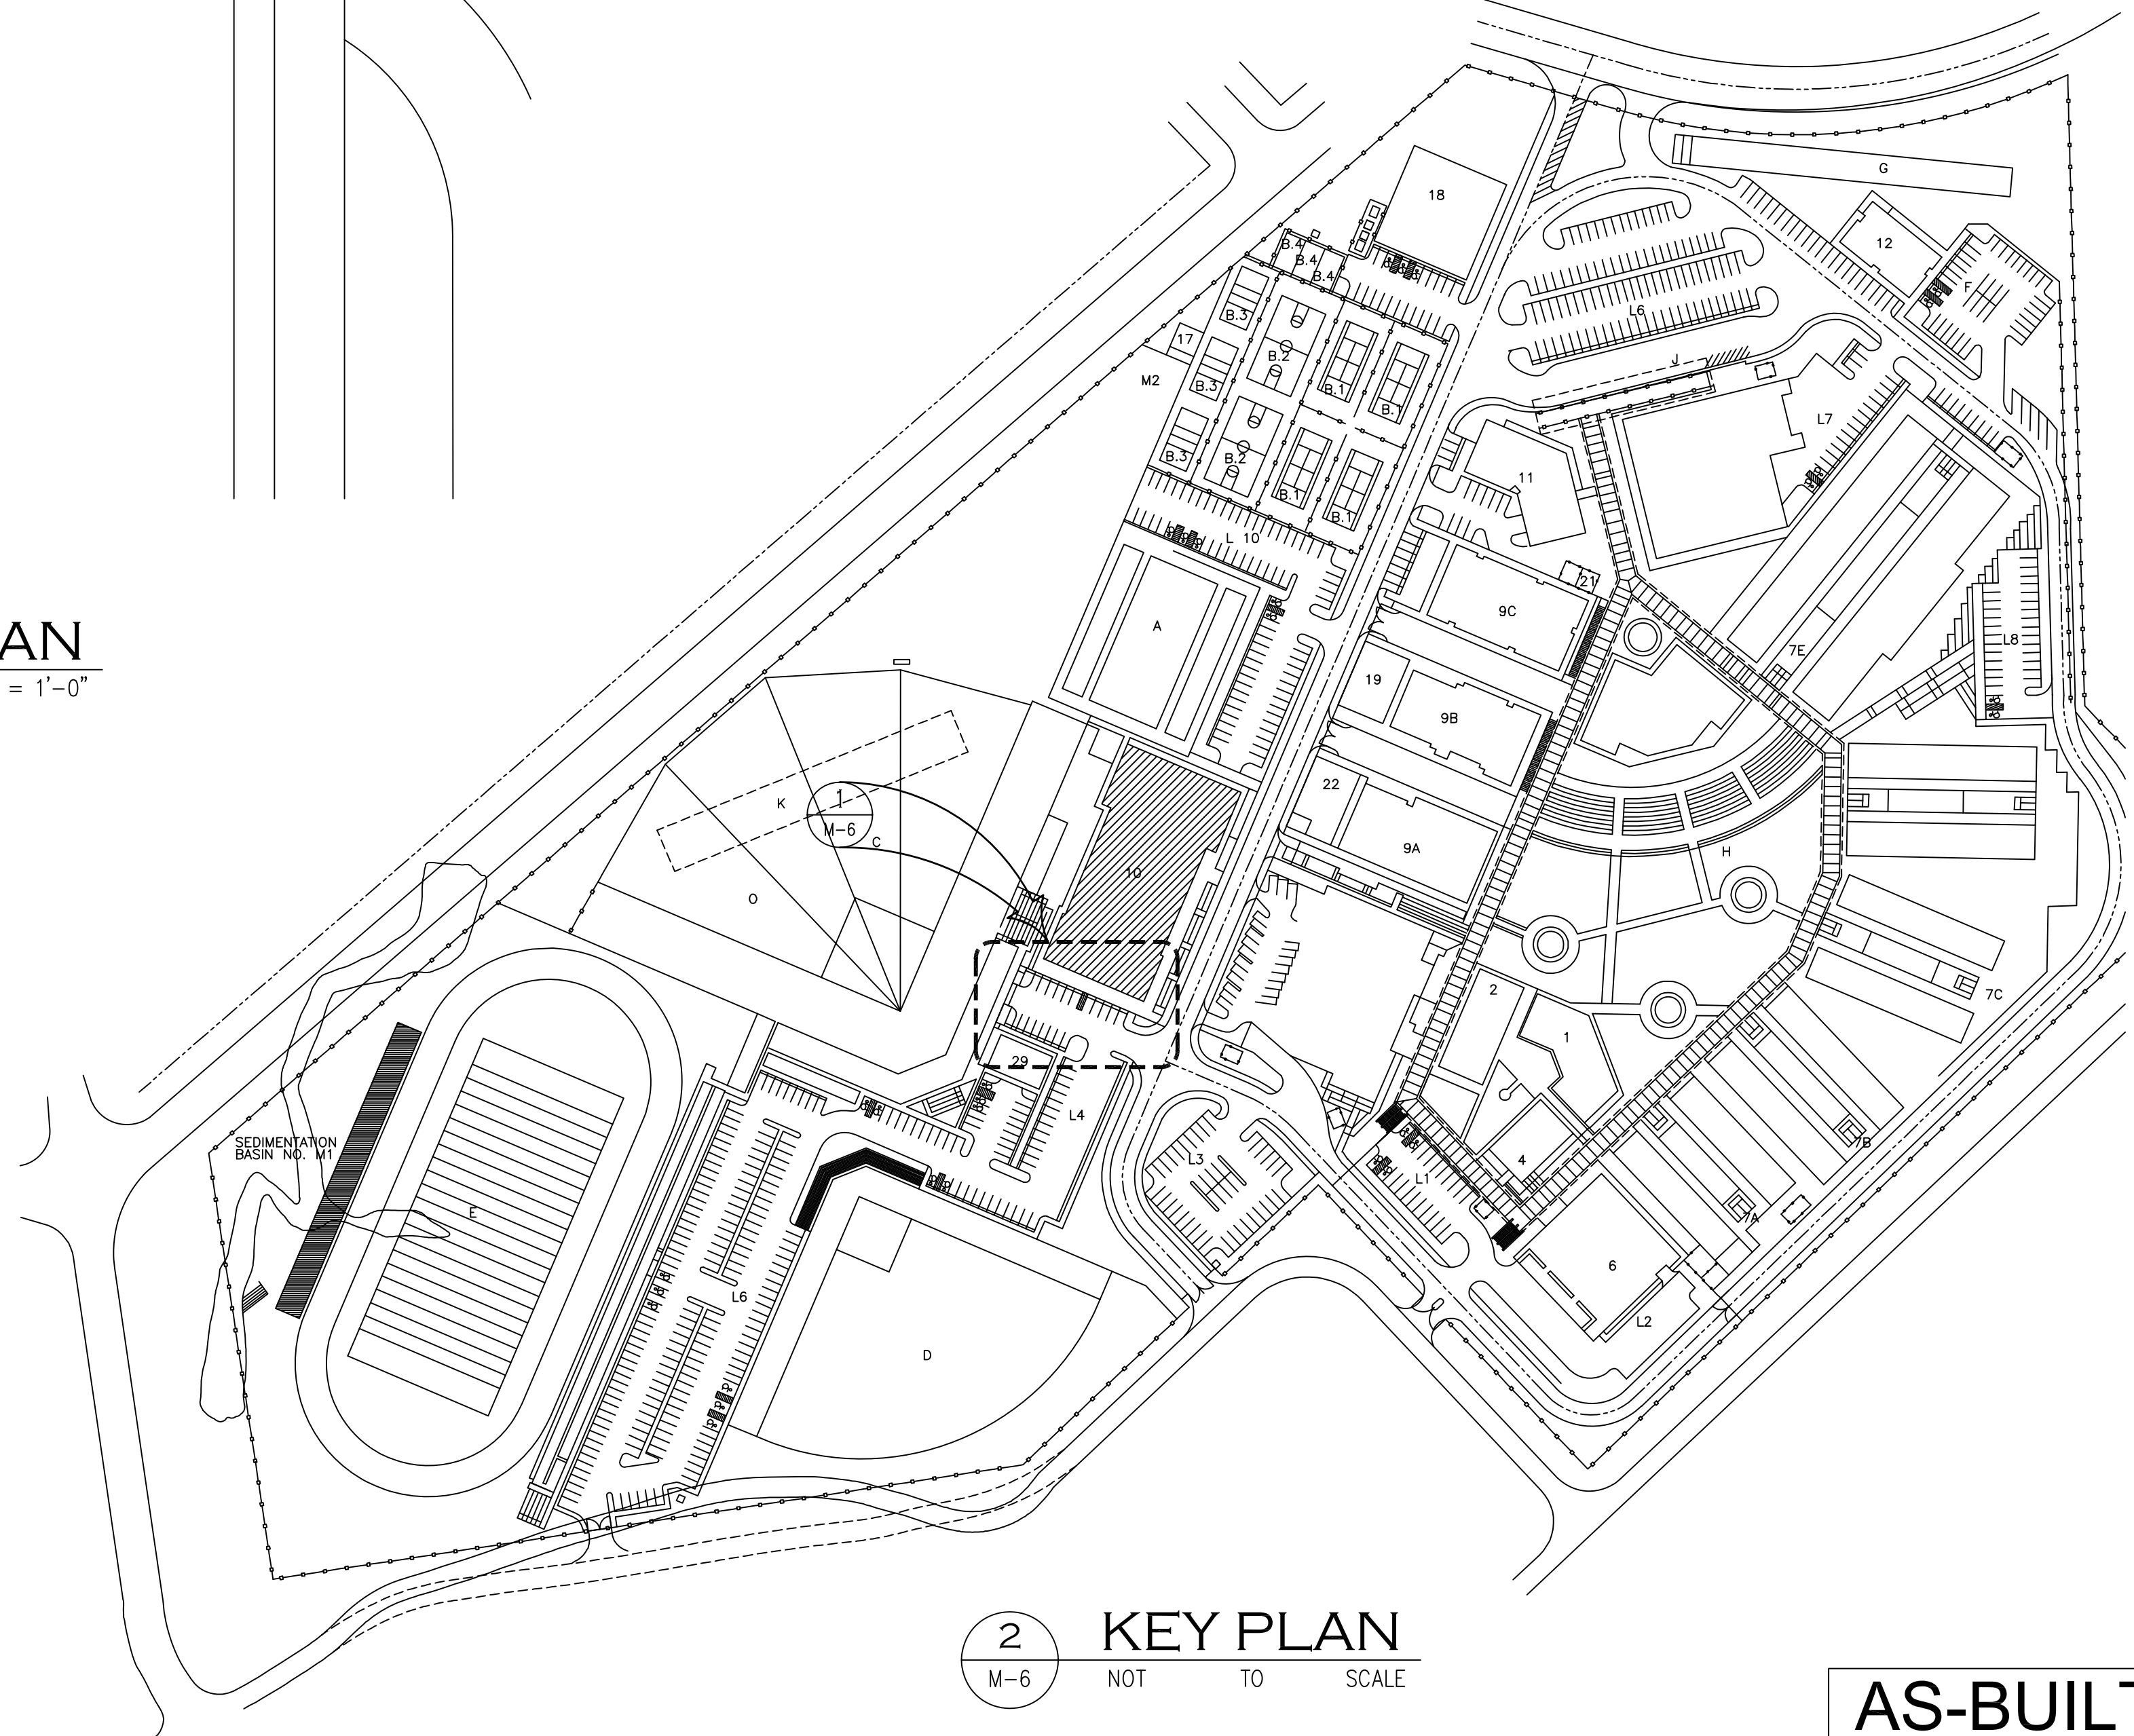 AN
= 1'-0"
18
G
12
F
B.4
B.4
B.4
B.3
B.3
B.3
B.2
B.2
B.1
B.1
B.1
B.1
17
M2
L6
J
L7
11
L 10
21
9C
A
19
9B
22
9A
7E
L8
H
K
1
M-6
C
10
O
2
1
7C
29
L4
L3
L1
4
7B
7A
6
L2
SEDIMENTATION
BASIN NO. M1
E
L6
D
2
M-6
KEY PLAN
NOT TO SCALE
AS-BUILT